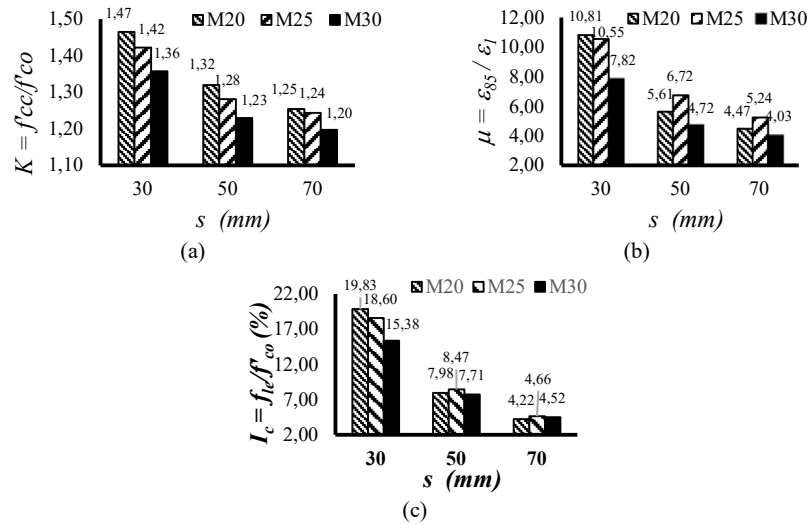 M20 M25 M30
K = f'cc/f'co
1,50
1,40
1,30
1,20
1,10
1,47
1,42
1,36
1,32
1,28
1,23
1,25
1,24
1,20
30 50 70
s (mm)
(a)
M20 M25 M30
μ = ε85 / ε1
12,00
10,00
8,00
6,00
4,00
2,00
10,81
10,55
7,82
5,61
6,72
4,72
4,47
5,24
4,03
30 50 70
s (mm)
(b)
M20 M25 M30
Ic = fle/f'co (%)
22,00
17,00
12,00
7,00
2,00
19,83
18,60
15,38
7,98
8,47
7,71
4,22
4,66
4,52
30 50 70
s (mm)
(c)